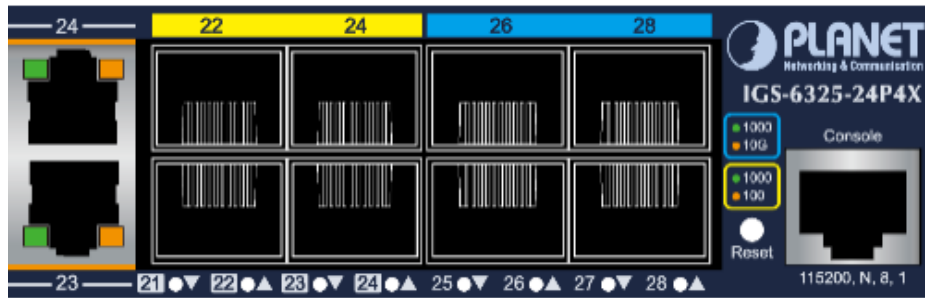 24
22 24 26 28
PLANET
Networking & Communication
IGS-6325-24P4X
1000
10G
Console
1000
100
Reset
23
21 22 23 24 25 26 27 28
115200, N, 8, 1